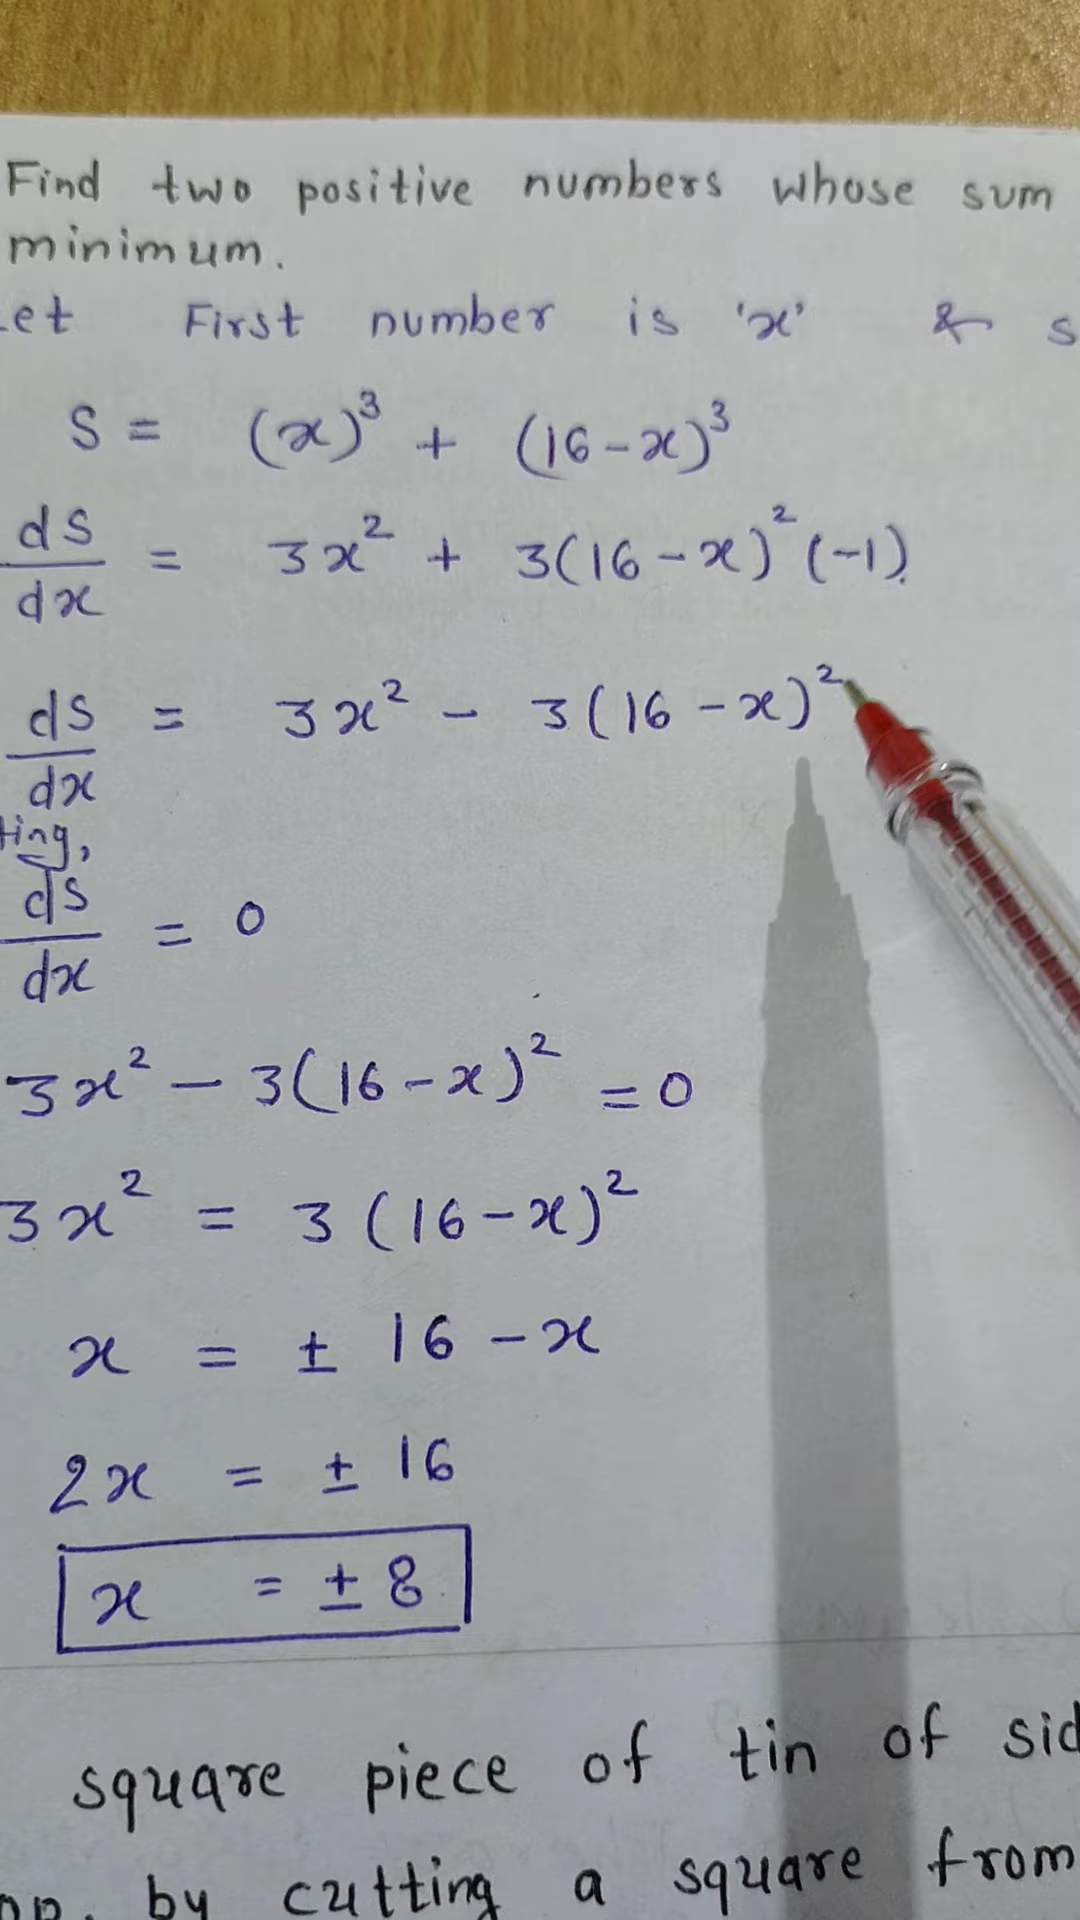 Find two positive numbers whose sum
minimum.
et First number is 'x' & s
S = (x)³ + (16-x)³
dS/dx = 3x² + 3(16-x)²(-1).
dS/dx = 3x² - 3(16-x)²
ting,
dS/dx = 0
3x² - 3(16-x)² = 0
3x² = 3(16-x)²
x = ± 16-x
2x = ± 16
x = ± 8
square piece of tin of sid
by cutting a square from